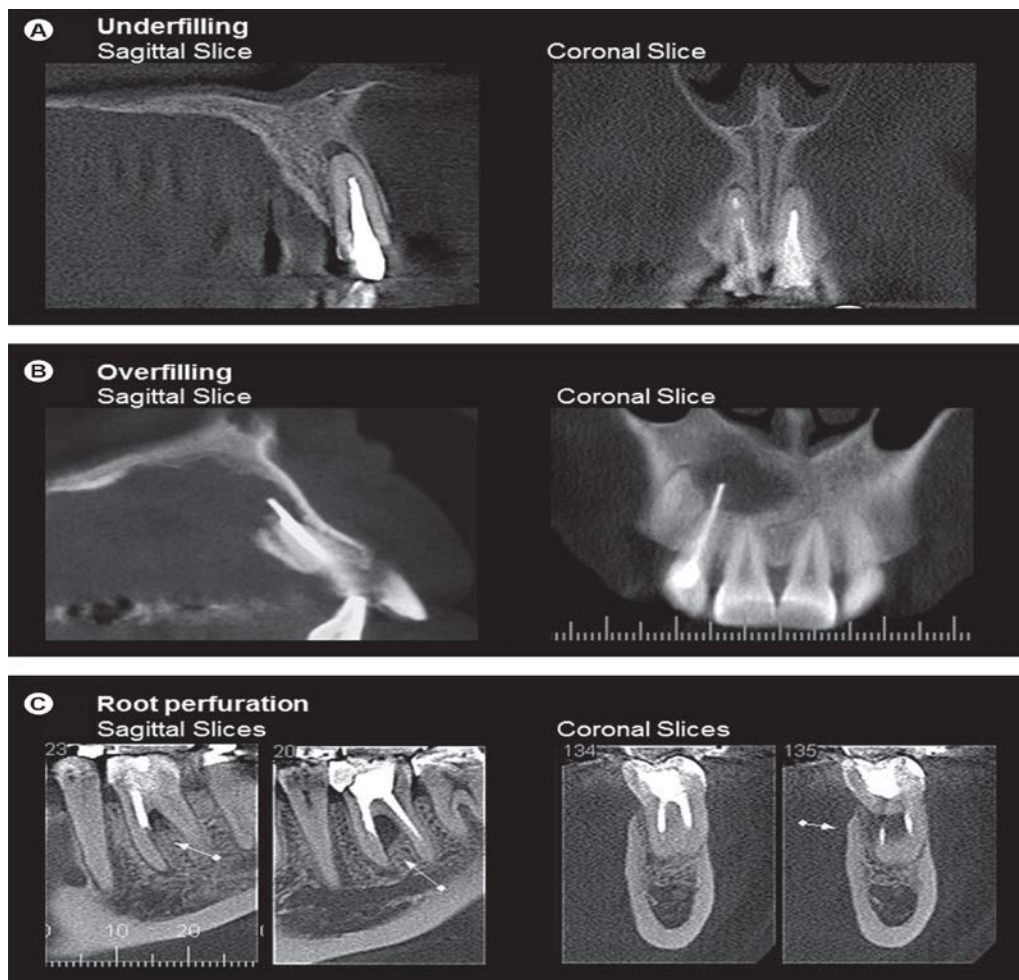 A Underfilling
Sagittal Slice
Coronal Slice
B Overfilling
Sagittal Slice
Coronal Slice
C Root perfuration
Sagittal Slices
Coronal Slices
23
20
134
135
10 20